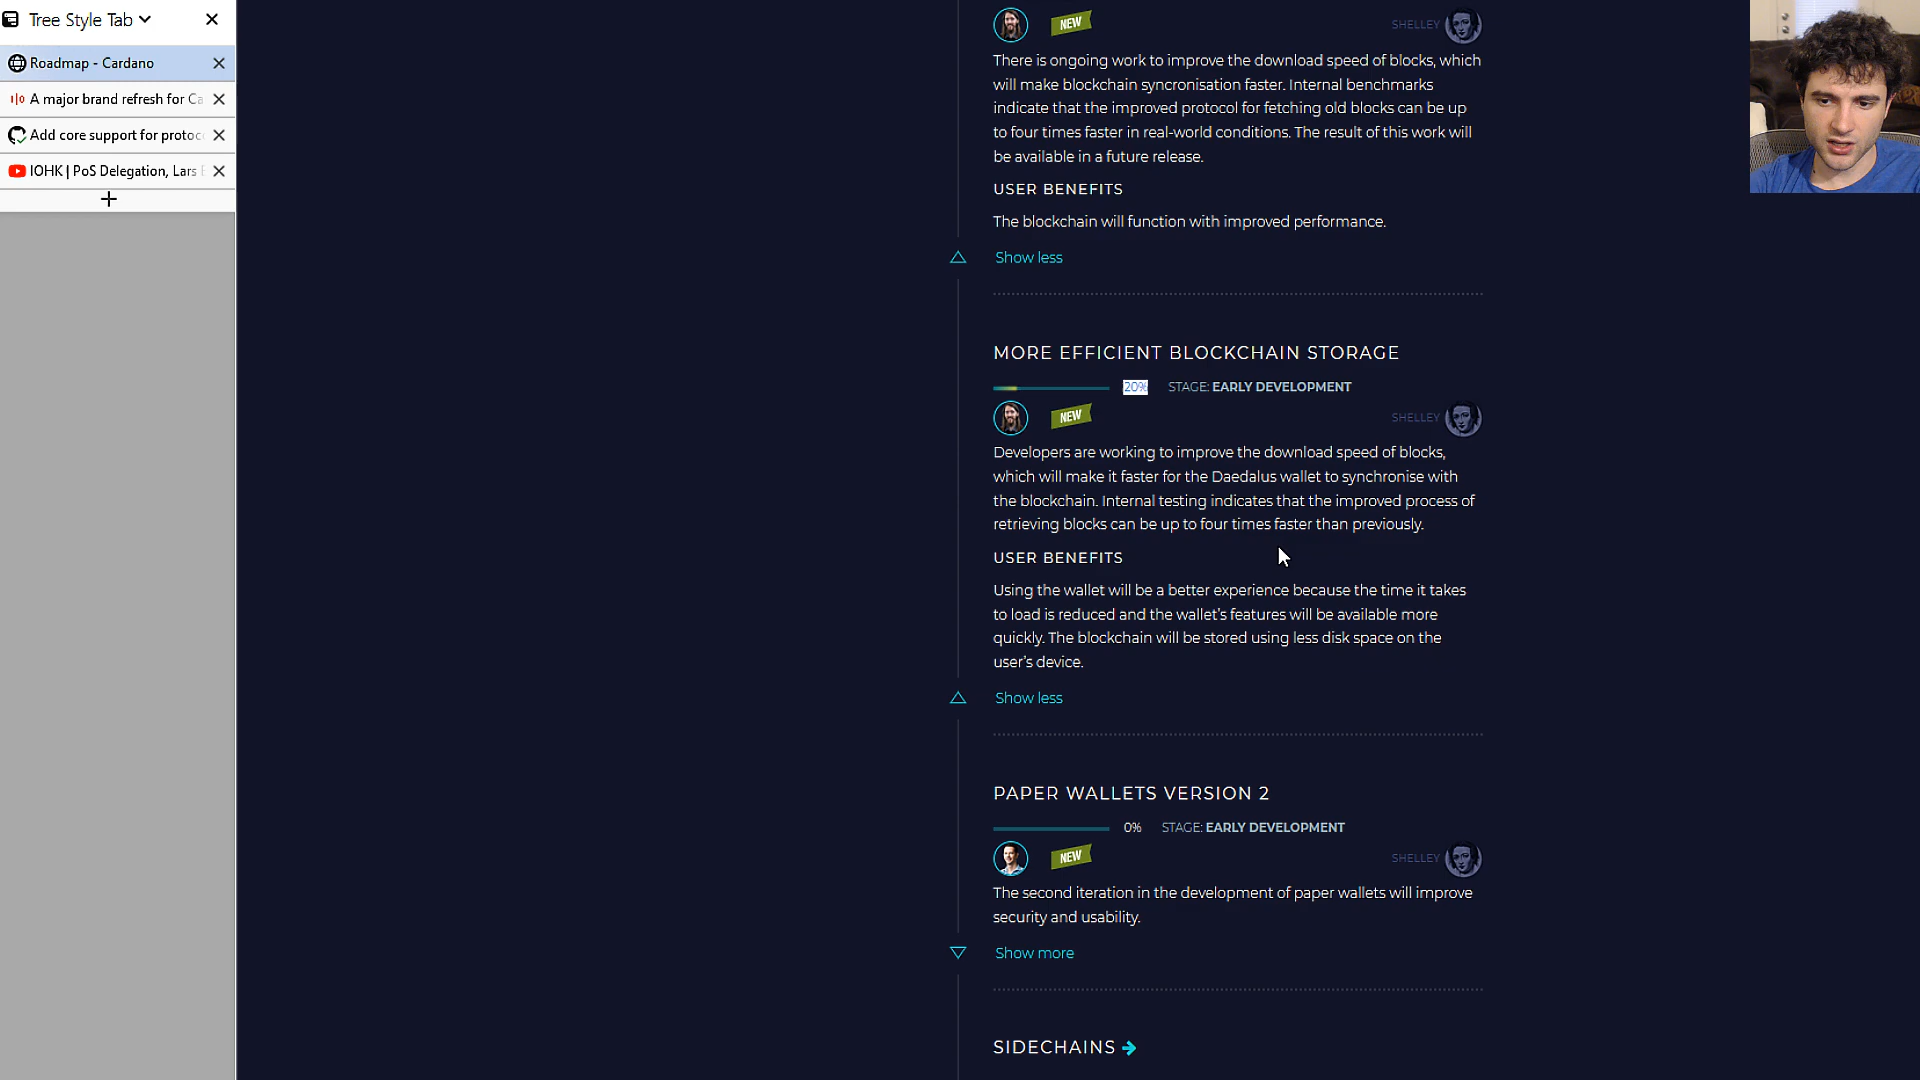 Tree Style Tab
Roadmap - Cardano
A major brand refresh for Ca
Add core support for protoc
IOHK | PoS Delegation, Lars
NEW
SHELLEY
There is ongoing work to improve the download speed of blocks, which
will make blockchain syncronisation faster. Internal benchmarks
indicate that the improved protocol for fetching old blocks can be up
to four times faster in real-world conditions. The result of this work will
be available in a future release.
USER BENEFITS
The blockchain will function with improved performance.
Show less
MORE EFFICIENT BLOCKCHAIN STORAGE
20% STAGE: EARLY DEVELOPMENT
NEW
SHELLEY
Developers are working to improve the download speed of blocks,
which will make it faster for the Daedalus wallet to synchronise with
the blockchain. Internal testing indicates that the improved process of
retrieving blocks can be up to four times faster than previously.
USER BENEFITS
Using the wallet will be a better experience because the time it takes
to load is reduced and the wallet's features will be available more
quickly. The blockchain will be stored using less disk space on the
user's device.
Show less
PAPER WALLETS VERSION 2
0% STAGE: EARLY DEVELOPMENT
NEW
SHELLEY
The second iteration in the development of paper wallets will improve
security and usability.
Show more
SIDECHAINS